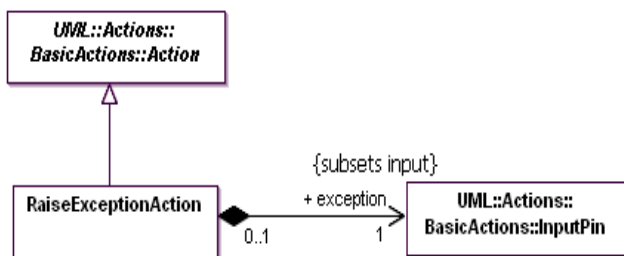 UML::Actions::
BasicActions::Action
{subsets input}
RaiseExceptionAction
+ exception
UML::Actions::
BasicActions::InputPin
0..1
1